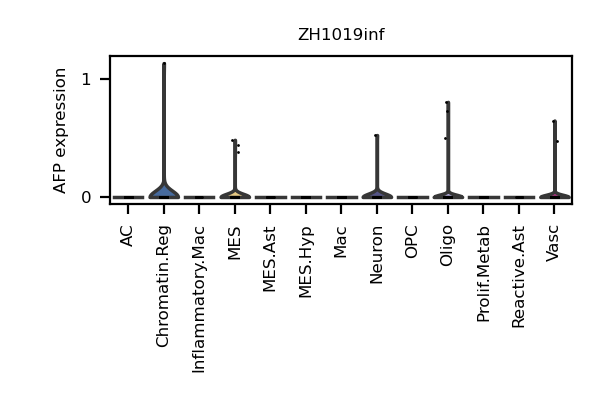 ZH1019inf
AFP expression
1
0
AC
Chromatin.Reg
Inflammatory.Mac
MES
MES.Ast
MES.Hyp
Mac
Neuron
OPC
Oligo
Prolif.Metab
Reactive.Ast
Vasc